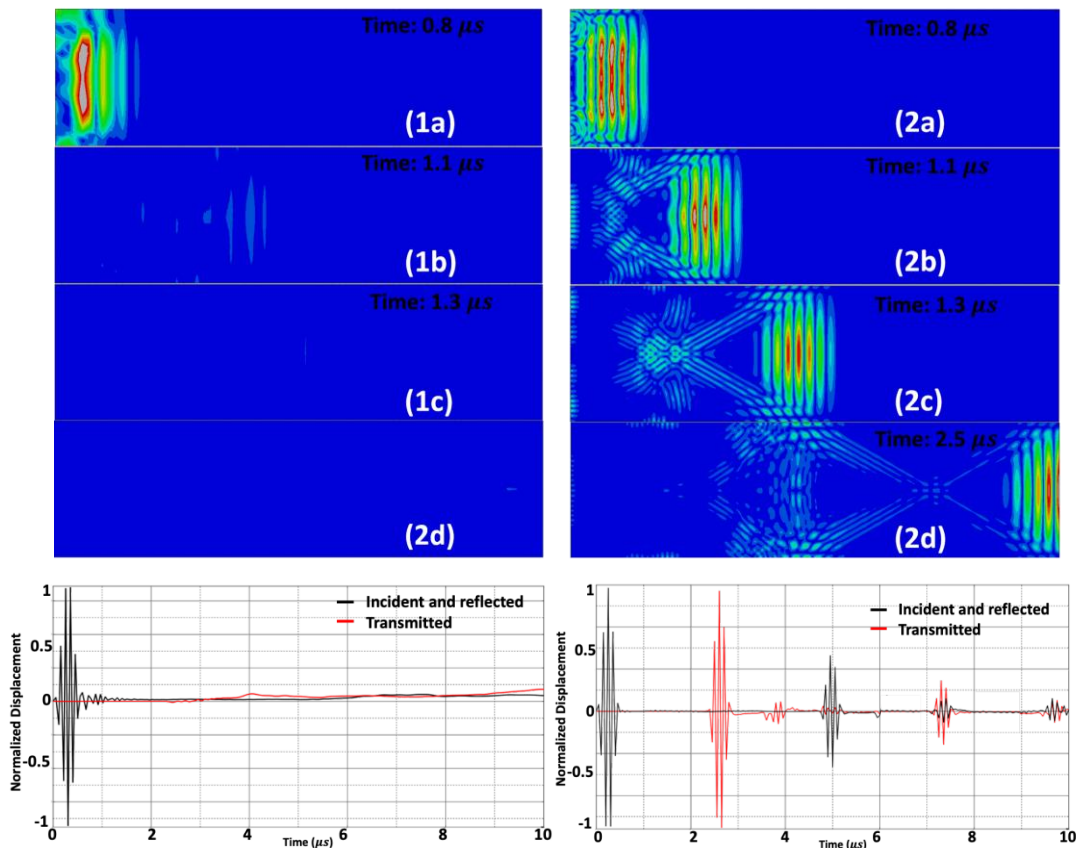 Time: 0.8 μs
(1a)
Time: 1.1 μs
(1b)
Time: 1.3 μs
(1c)
(2d)
Time: 0.8 μs
(2a)
Time: 1.1 μs
(2b)
Time: 1.3 μs
(2c)
Time: 2.5 μs
(2d)
Normalized Displacement
1
0.5
0
-0.5
-1
Incident and reflected
Transmitted
0 2 4 6 8 10
Time (μs)
Normalized Displacement
1
0.5
0
-0.5
-1
Incident and reflected
Transmitted
0 2 4 6 8 10
Time (μs)